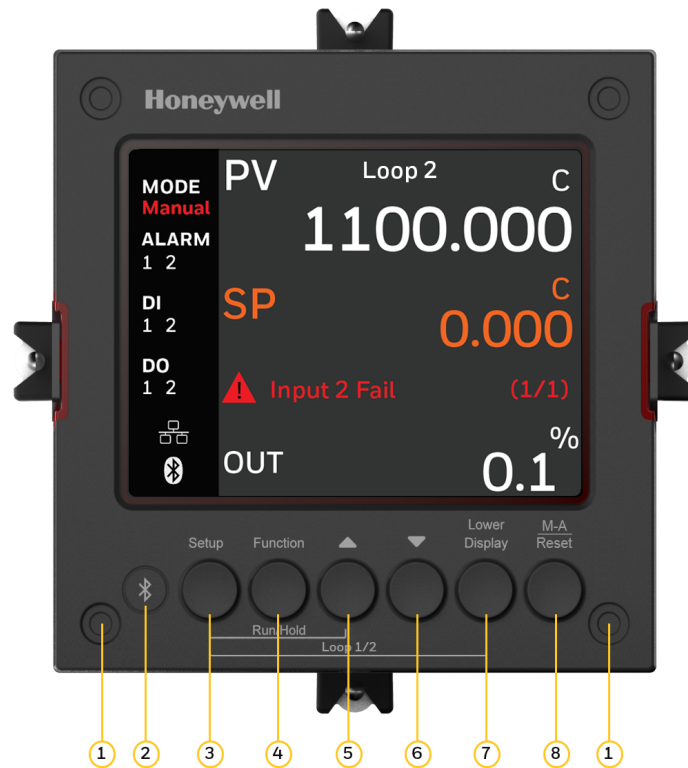 Honeywell
PV Loop 2 C
MODE
Manual
1100.000
ALARM
1 2
SP C
DI
1 2
0.000
DO
1 2
Input 2 Fail (1/1)
%
OUT 0.1
Setup Function Lower Display M-A Reset
Run/Hold
Loop 1/2
1 2 3 4 5 6 7 8 1